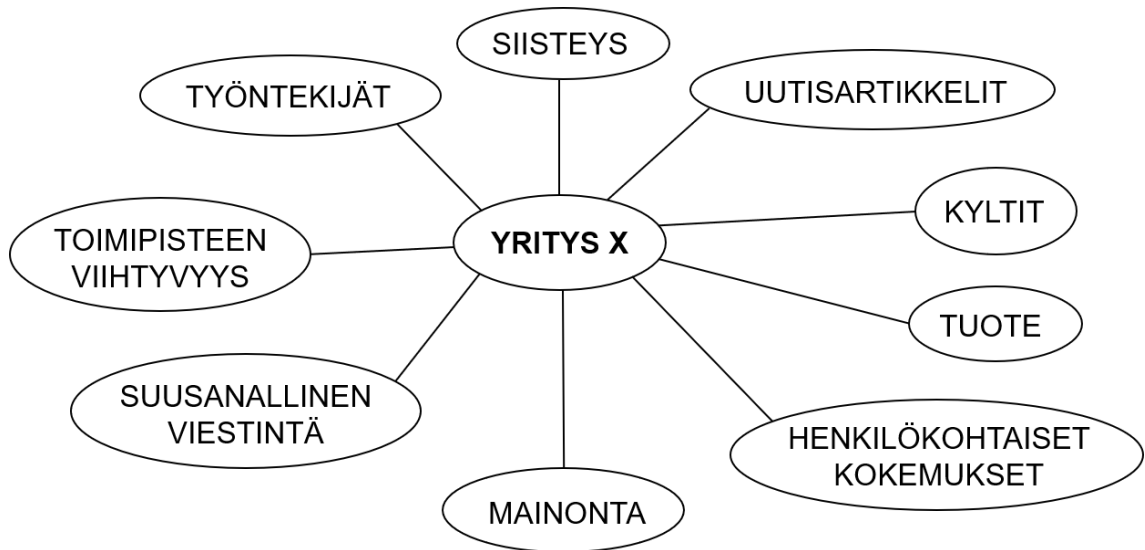 SIISTEYS
TYÖNTEKIJÄT
UUTISARTIKKELIT
KYLTIT
YRITYS X
TOIMIPISTEEN
VIIHTYVYYS
TUOTE
SUUSANALLINEN
VIESTINTÄ
HENKILÖKOHTAISET
KOKEMUKSET
MAINONTA